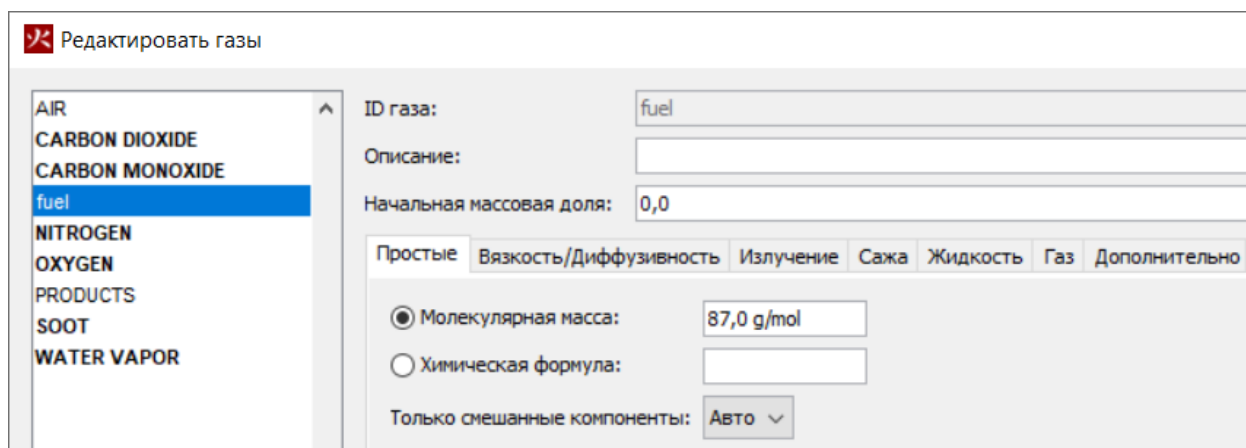 Редактировать газы
AIR
CARBON DIOXIDE
CARBON MONOXIDE
fuel
NITROGEN
OXYGEN
PRODUCTS
SOOT
WATER VAPOR
ID газа: fuel
Описание:
Начальная массовая доля: 0,0
Простые Вязкость/Диффузивность Излучение Сажа Жидкость Газ Дополнительно
Молекулярная масса: 87,0 g/mol
Химическая формула:
Только смешанные компоненты: Авто